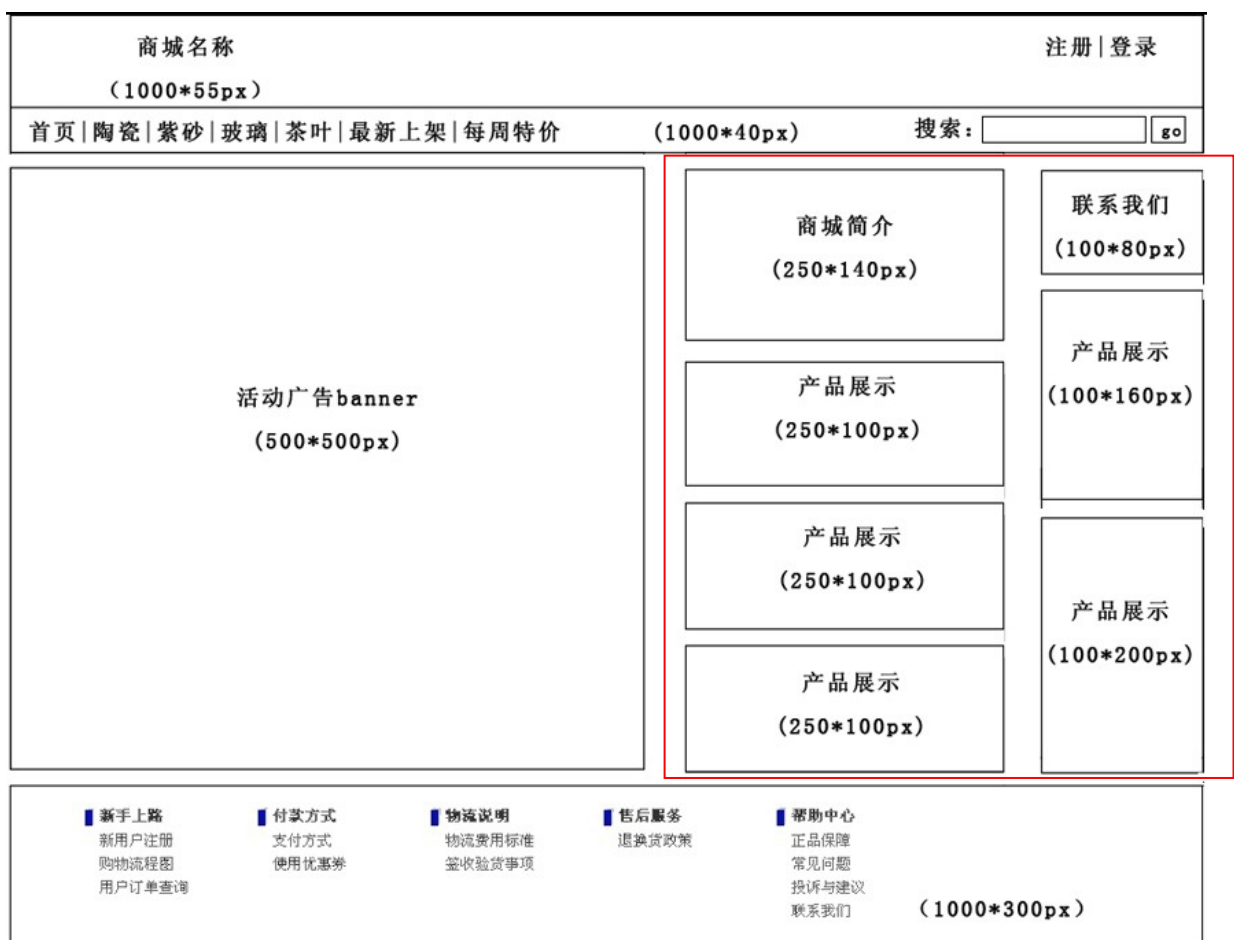 商城名称
注册|登录
(1000*55px)
首页|陶瓷|紫砂|玻璃|茶叶|最新上架|每周特价
(1000*40px)
搜索:
go
活动广告banner
(500*500px)
商城简介
(250*140px)
产品展示
(250*100px)
产品展示
(250*100px)
产品展示
(250*100px)
联系我们
(100*80px)
产品展示
(100*160px)
产品展示
(100*200px)
新手上路
新用户注册
购物流程图
用户订单查询
付款方式
支付方式
使用优惠券
物流说明
物流费用标准
签收验货事项
售后服务
退换货政策
帮助中心
正品保障
常见问题
投诉与建议
联系我们
(1000*300px)